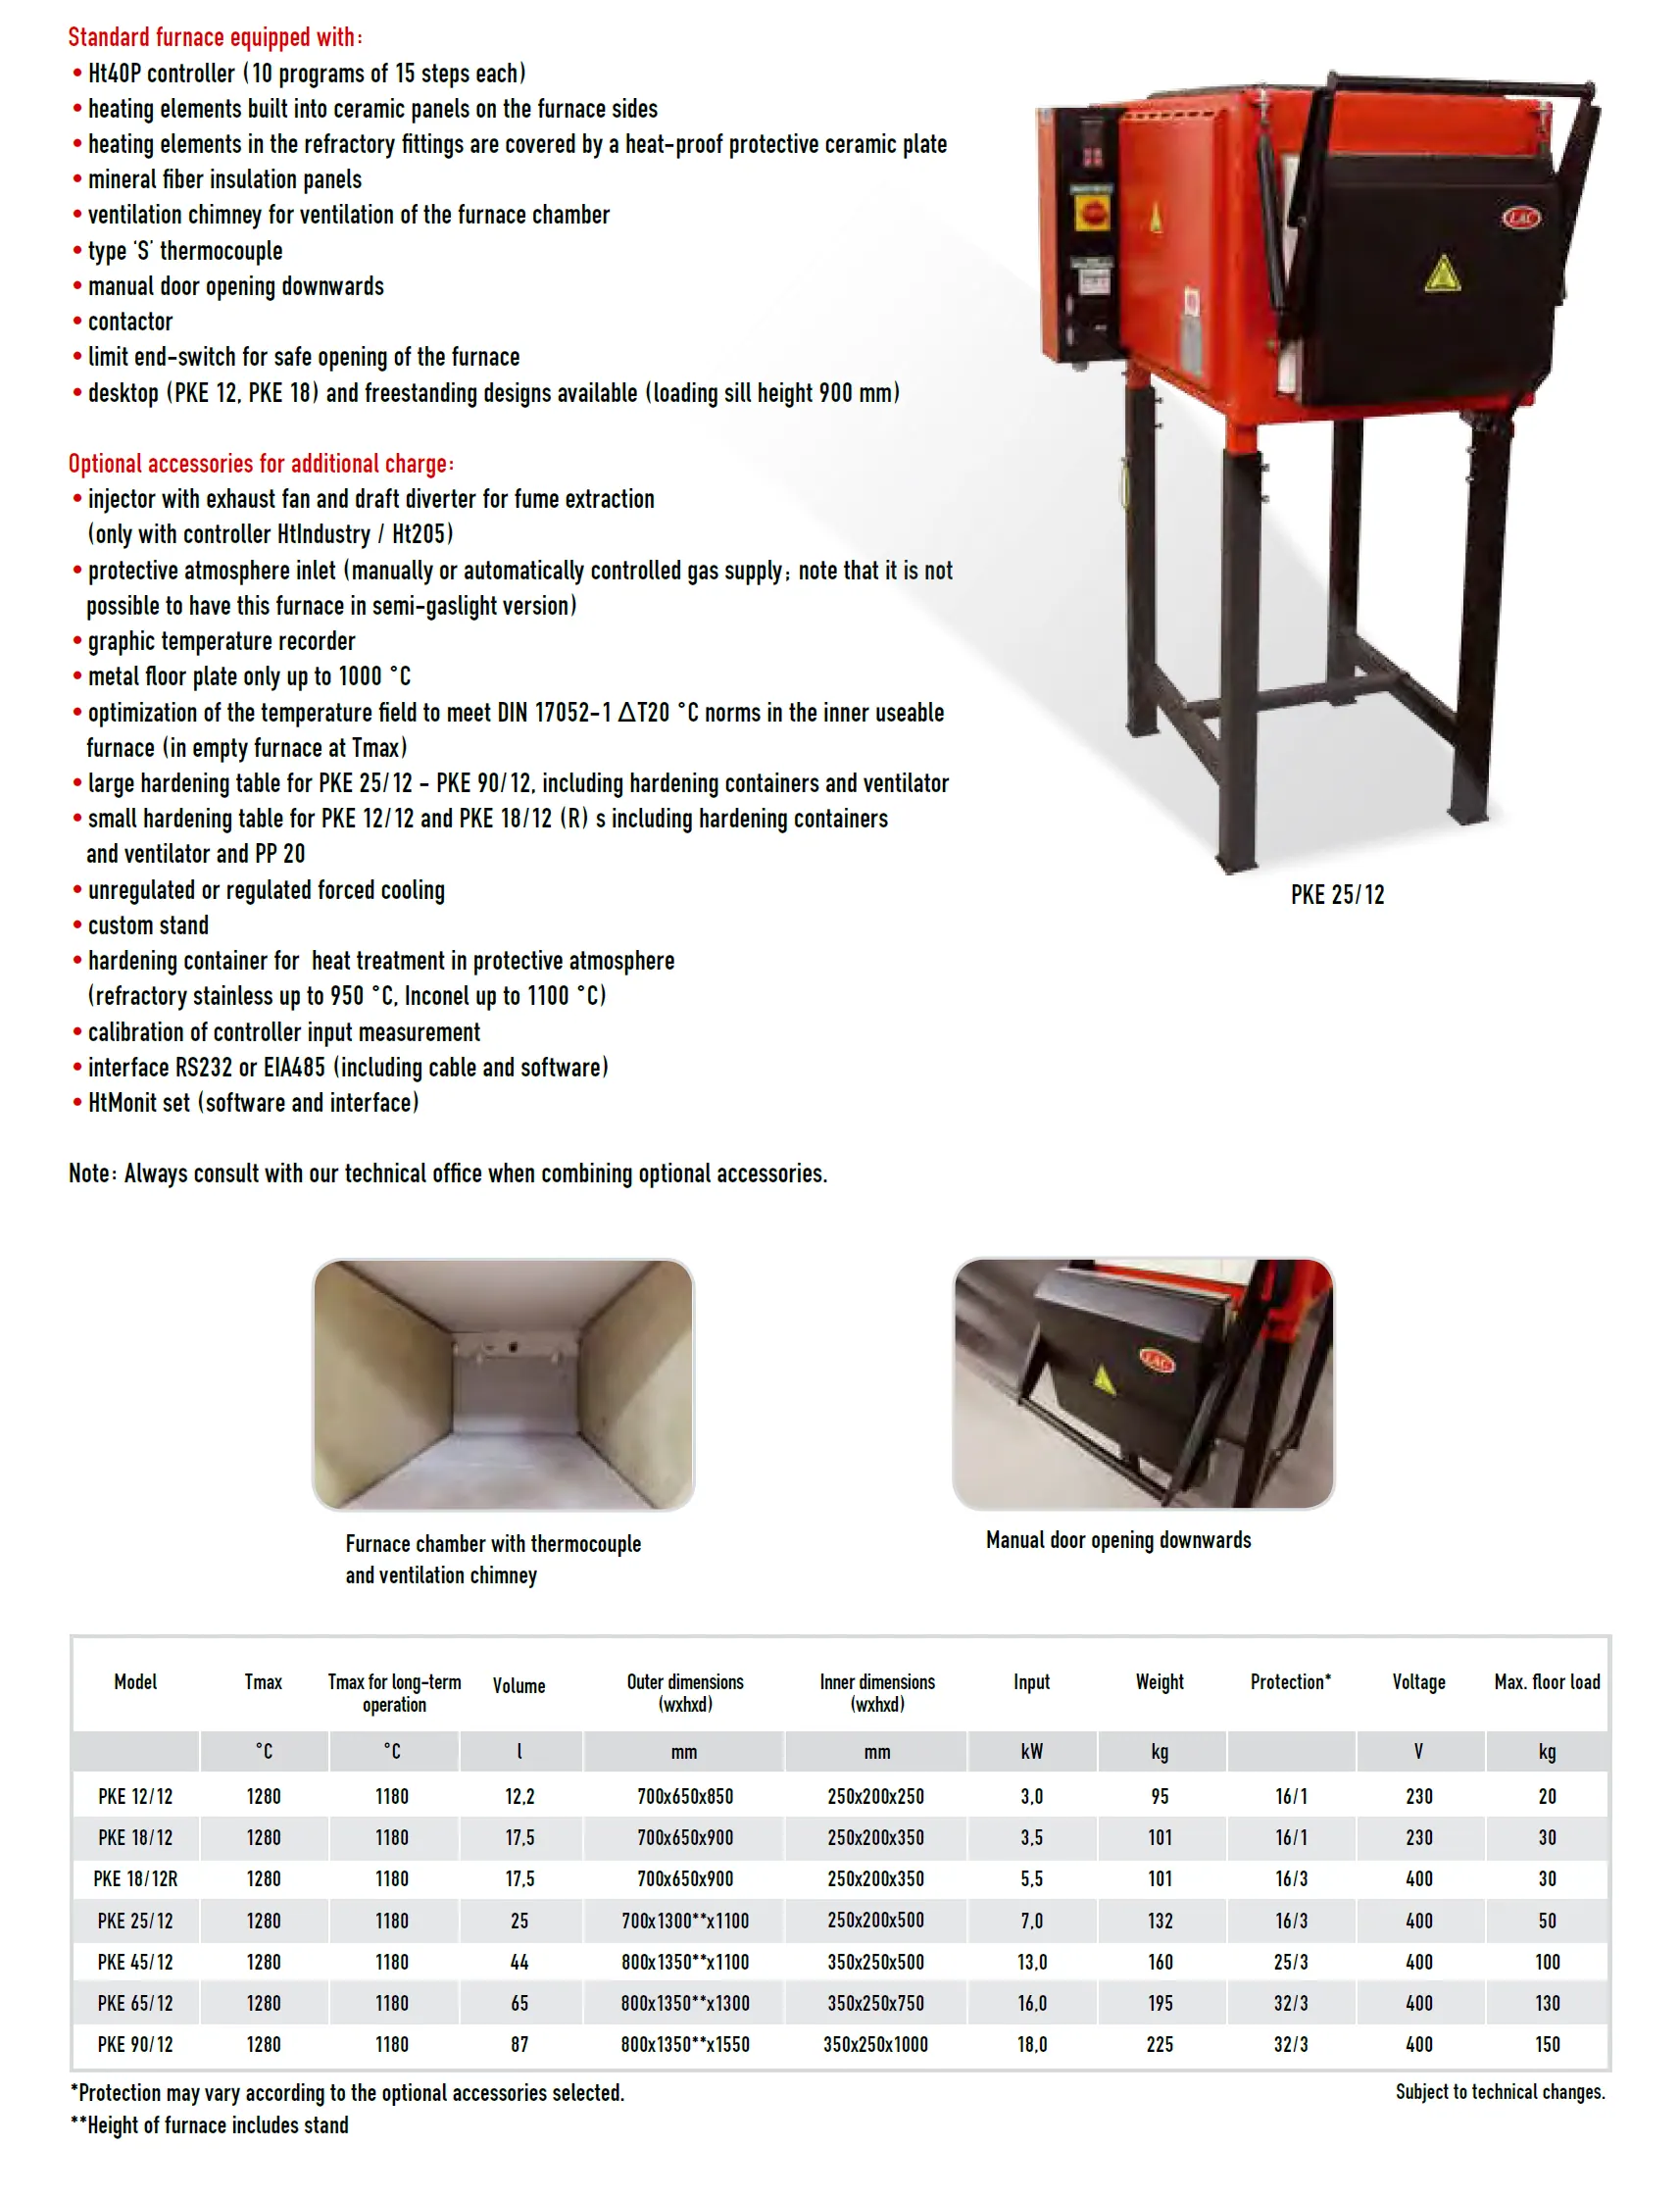 Standard furnace equipped with:
• Ht40P controller (10 programs of 15 steps each)
• heating elements built into ceramic panels on the furnace sides
• heating elements in the refractory fittings are covered by a heat-proof protective ceramic plate
• mineral fiber insulation panels
• ventilation chimney for ventilation of the furnace chamber
• type ‘S’ thermocouple
• manual door opening downwards
• contactor
• limit end-switch for safe opening of the furnace
• desktop (PKE 12, PKE 18) and freestanding designs available (loading sill height 900 mm)
Optional accessories for additional charge:
• injector with exhaust fan and draft diverter for fume extraction
(only with controller HtIndustry / Ht205)
• protective atmosphere inlet (manually or automatically controlled gas supply; note that it is not
possible to have this furnace in semi-gaslight version)
• graphic temperature recorder
• metal floor plate only up to 1000 °C
• optimization of the temperature field to meet DIN 17052-1 ΔT20 °C norms in the inner useable
furnace (in empty furnace at Tmax)
• large hardening table for PKE 25/12 - PKE 90/12, including hardening containers and ventilator
• small hardening table for PKE 12/12 and PKE 18/12 (R) s including hardening containers
and ventilator and PP 20
• unregulated or regulated forced cooling
• custom stand
• hardening container for heat treatment in protective atmosphere
(refractory stainless up to 950 °C, Inconel up to 1100 °C)
• calibration of controller input measurement
• interface RS232 or EIA485 (including cable and software)
• HtMonit set (software and interface)
Note: Always consult with our technical office when combining optional accessories.
LAC
PKE 25/12
LAC
Furnace chamber with thermocouple
and ventilation chimney
Manual door opening downwards
Model Tmax Tmax for long-term operation Volume Outer dimensions (wxhxd) Inner dimensions (wxhxd) Input Weight Protection* Voltage Max. floor load
°C °C l mm mm kW kg V kg
PKE 12/12 1280 1180 12,2 700x650x850 250x200x250 3,0 95 16/1 230 20
PKE 18/12 1280 1180 17,5 700x650x900 250x200x350 3,5 101 16/1 230 30
PKE 18/12R 1280 1180 17,5 700x650x900 250x200x350 5,5 101 16/3 400 30
PKE 25/12 1280 1180 25 700x1300**x1100 250x200x500 7,0 132 16/3 400 50
PKE 45/12 1280 1180 44 800x1350**x1100 350x250x500 13,0 160 25/3 400 100
PKE 65/12 1280 1180 65 800x1350**x1300 350x250x750 16,0 195 32/3 400 130
PKE 90/12 1280 1180 87 800x1350**x1550 350x250x1000 18,0 225 32/3 400 150
*Protection may vary according to the optional accessories selected.
Subject to technical changes.
**Height of furnace includes stand